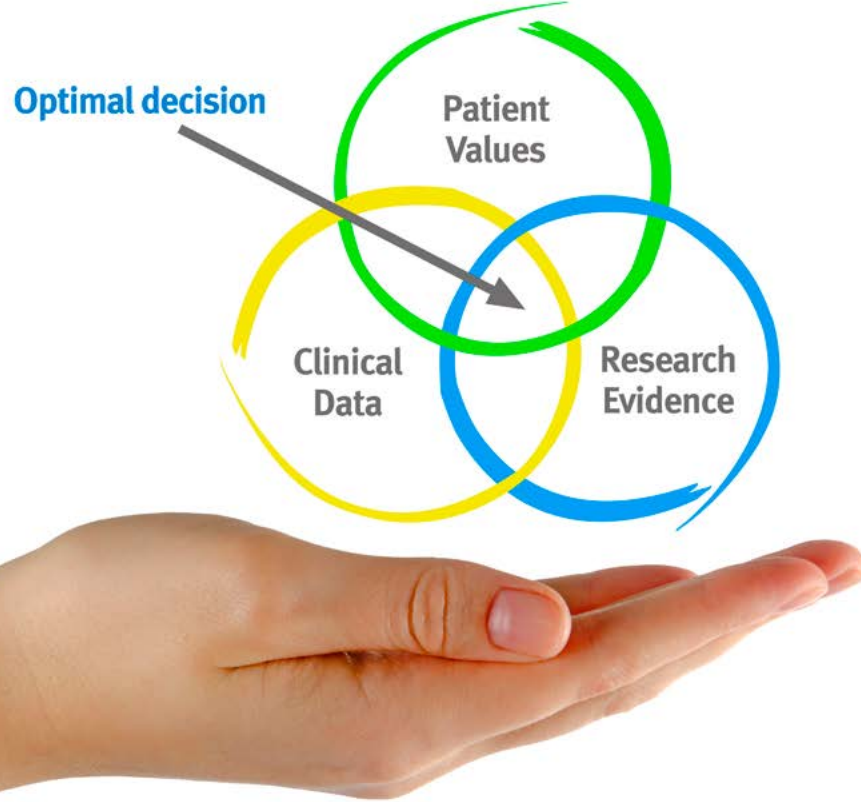 Optimal decision
Patient
Values
Clinical
Data
Research
Evidence